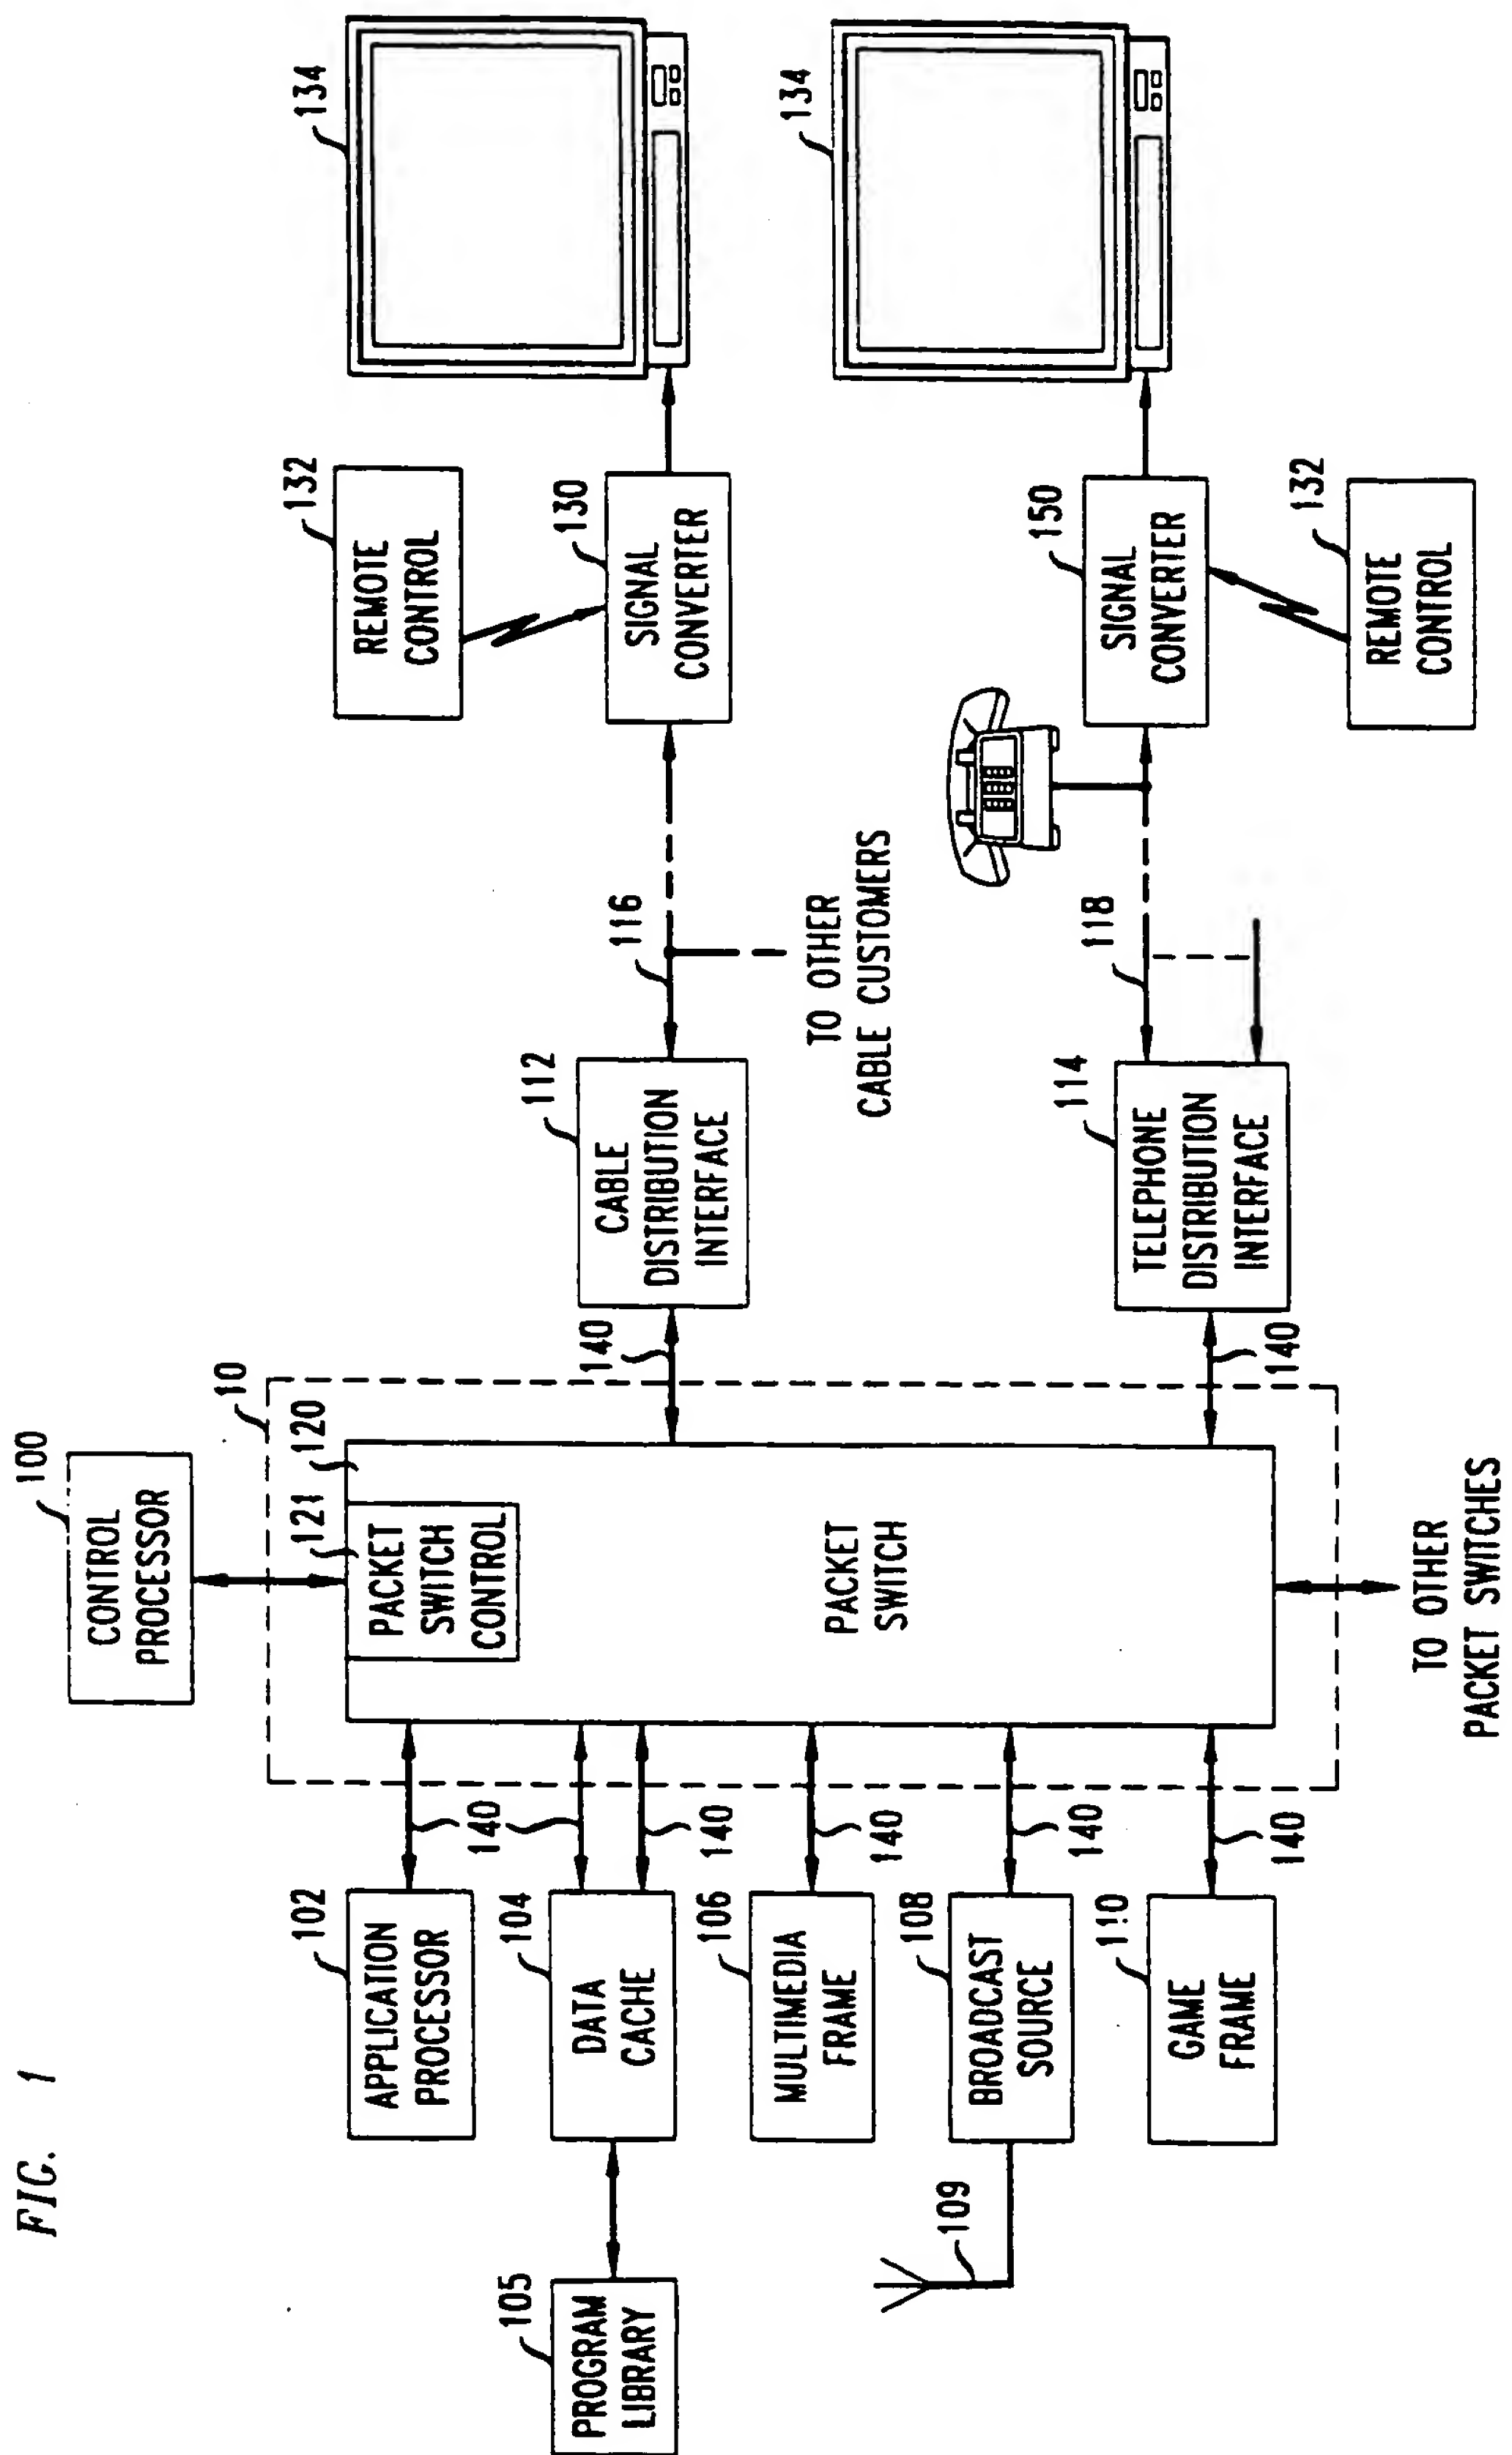 FIG. 1
100
CONTROL
PROCESSOR
10
121
120
PACKET
SWITCH
CONTROL
PACKET
SWITCH
102
APPLICATION
PROCESSOR
140
105
PROGRAM
LIBRARY
104
DATA
CACHE
140
140
106
MULTIMEDIA
FRAME
140
109
108
BROADCAST
SOURCE
140
110
GAME
FRAME
140
TO OTHER
PACKET SWITCHES
140
112
CABLE
DISTRIBUTION
INTERFACE
116
TO OTHER
CABLE CUSTOMERS
132
REMOTE
CONTROL
130
SIGNAL
CONVERTER
134
140
114
TELEPHONE
DISTRIBUTION
INTERFACE
118
150
SIGNAL
CONVERTER
132
REMOTE
CONTROL
134